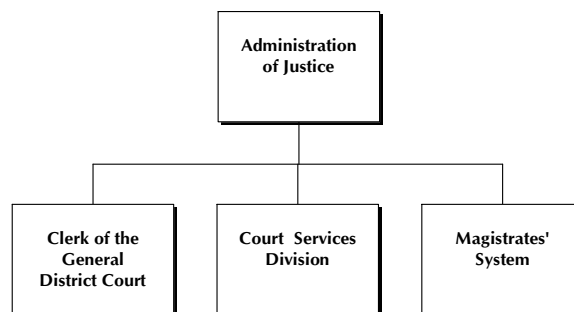 Administration
of Justice
Clerk of the
General
District Court
Court Services
Division
Magistrates'
System